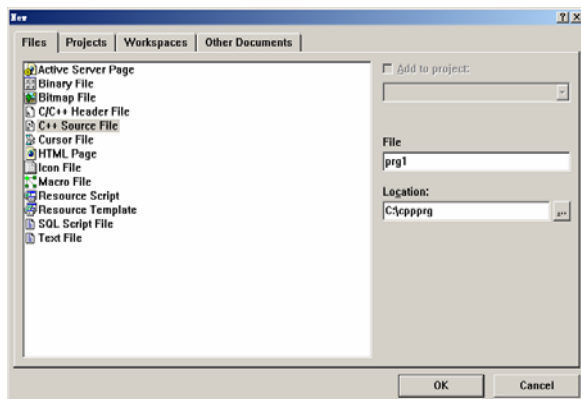 New
Files
Projects
Workspaces
Other Documents
Active Server Page
Binary File
Bitmap File
C/C++ Header File
C++ Source File
Cursor File
HTML Page
Icon File
Macro File
Resource Script
Resource Template
SQL Script File
Text File
Add to project:
File
prg1
Location:
C:\cppprg
...
OK
Cancel